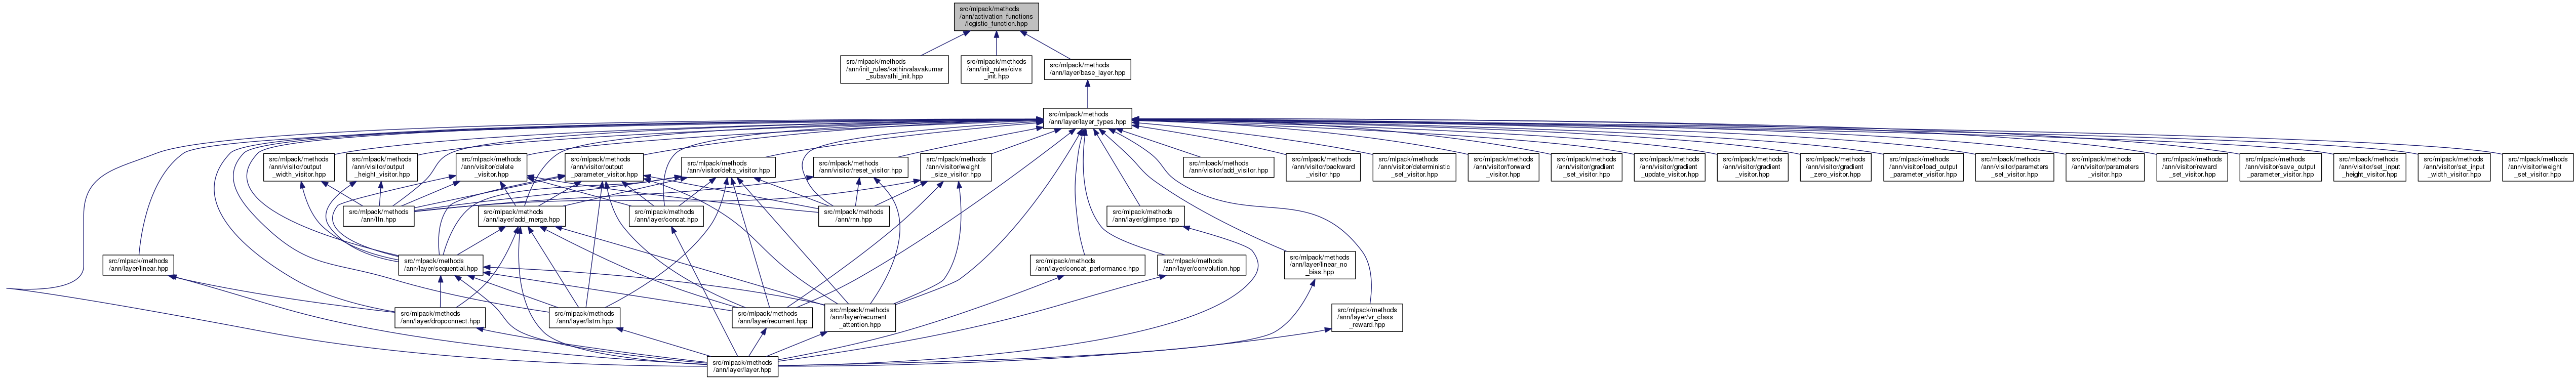 src/mlpack/methods
/ann/activation_functions
/logistic_function.hpp
src/mlpack/methods
/ann/init_rules/kathirvalavakumar
_subavathi_init.hpp
src/mlpack/methods
/ann/init_rules/oivs
_init.hpp
src/mlpack/methods
/ann/layer/base_layer.hpp
src/mlpack/methods
/ann/layer/layer_types.hpp
src/mlpack/methods
/ann/visitor/output
_width_visitor.hpp
src/mlpack/methods
/ann/visitor/output
_height_visitor.hpp
src/mlpack/methods
/ann/visitor/delete
_visitor.hpp
src/mlpack/methods
/ann/visitor/output
_parameter_visitor.hpp
src/mlpack/methods
/ann/visitor/delta_visitor.hpp
src/mlpack/methods
/ann/visitor/reset_visitor.hpp
src/mlpack/methods
/ann/visitor/weight
_size_visitor.hpp
src/mlpack/methods
/ann/visitor/add_visitor.hpp
src/mlpack/methods
/ann/visitor/backward
_visitor.hpp
src/mlpack/methods
/ann/visitor/deterministic
_set_visitor.hpp
src/mlpack/methods
/ann/visitor/forward
_visitor.hpp
src/mlpack/methods
/ann/visitor/gradient
_set_visitor.hpp
src/mlpack/methods
/ann/visitor/gradient
_update_visitor.hpp
src/mlpack/methods
/ann/visitor/gradient
_visitor.hpp
src/mlpack/methods
/ann/visitor/gradient
_zero_visitor.hpp
src/mlpack/methods
/ann/visitor/load_output
_parameter_visitor.hpp
src/mlpack/methods
/ann/visitor/parameters
_set_visitor.hpp
src/mlpack/methods
/ann/visitor/parameters
_visitor.hpp
src/mlpack/methods
/ann/visitor/reward
_set_visitor.hpp
src/mlpack/methods
/ann/visitor/save_output
_parameter_visitor.hpp
src/mlpack/methods
/ann/visitor/set_input
_height_visitor.hpp
src/mlpack/methods
/ann/visitor/set_input
_width_visitor.hpp
src/mlpack/methods
/ann/visitor/weight
_set_visitor.hpp
src/mlpack/methods
/ann/ffn.hpp
src/mlpack/methods
/ann/layer/add_merge.hpp
src/mlpack/methods
/ann/layer/concat.hpp
src/mlpack/methods
/ann/rnn.hpp
src/mlpack/methods
/ann/layer/glimpse.hpp
src/mlpack/methods
/ann/layer/linear.hpp
src/mlpack/methods
/ann/layer/sequential.hpp
src/mlpack/methods
/ann/layer/concat_performance.hpp
src/mlpack/methods
/ann/layer/convolution.hpp
src/mlpack/methods
/ann/layer/linear_no
_bias.hpp
src/mlpack/methods
/ann/layer/dropconnect.hpp
src/mlpack/methods
/ann/layer/lstm.hpp
src/mlpack/methods
/ann/layer/recurrent.hpp
src/mlpack/methods
/ann/layer/recurrent
_attention.hpp
src/mlpack/methods
/ann/layer/vr_class
_reward.hpp
src/mlpack/methods
/ann/layer/layer.hpp